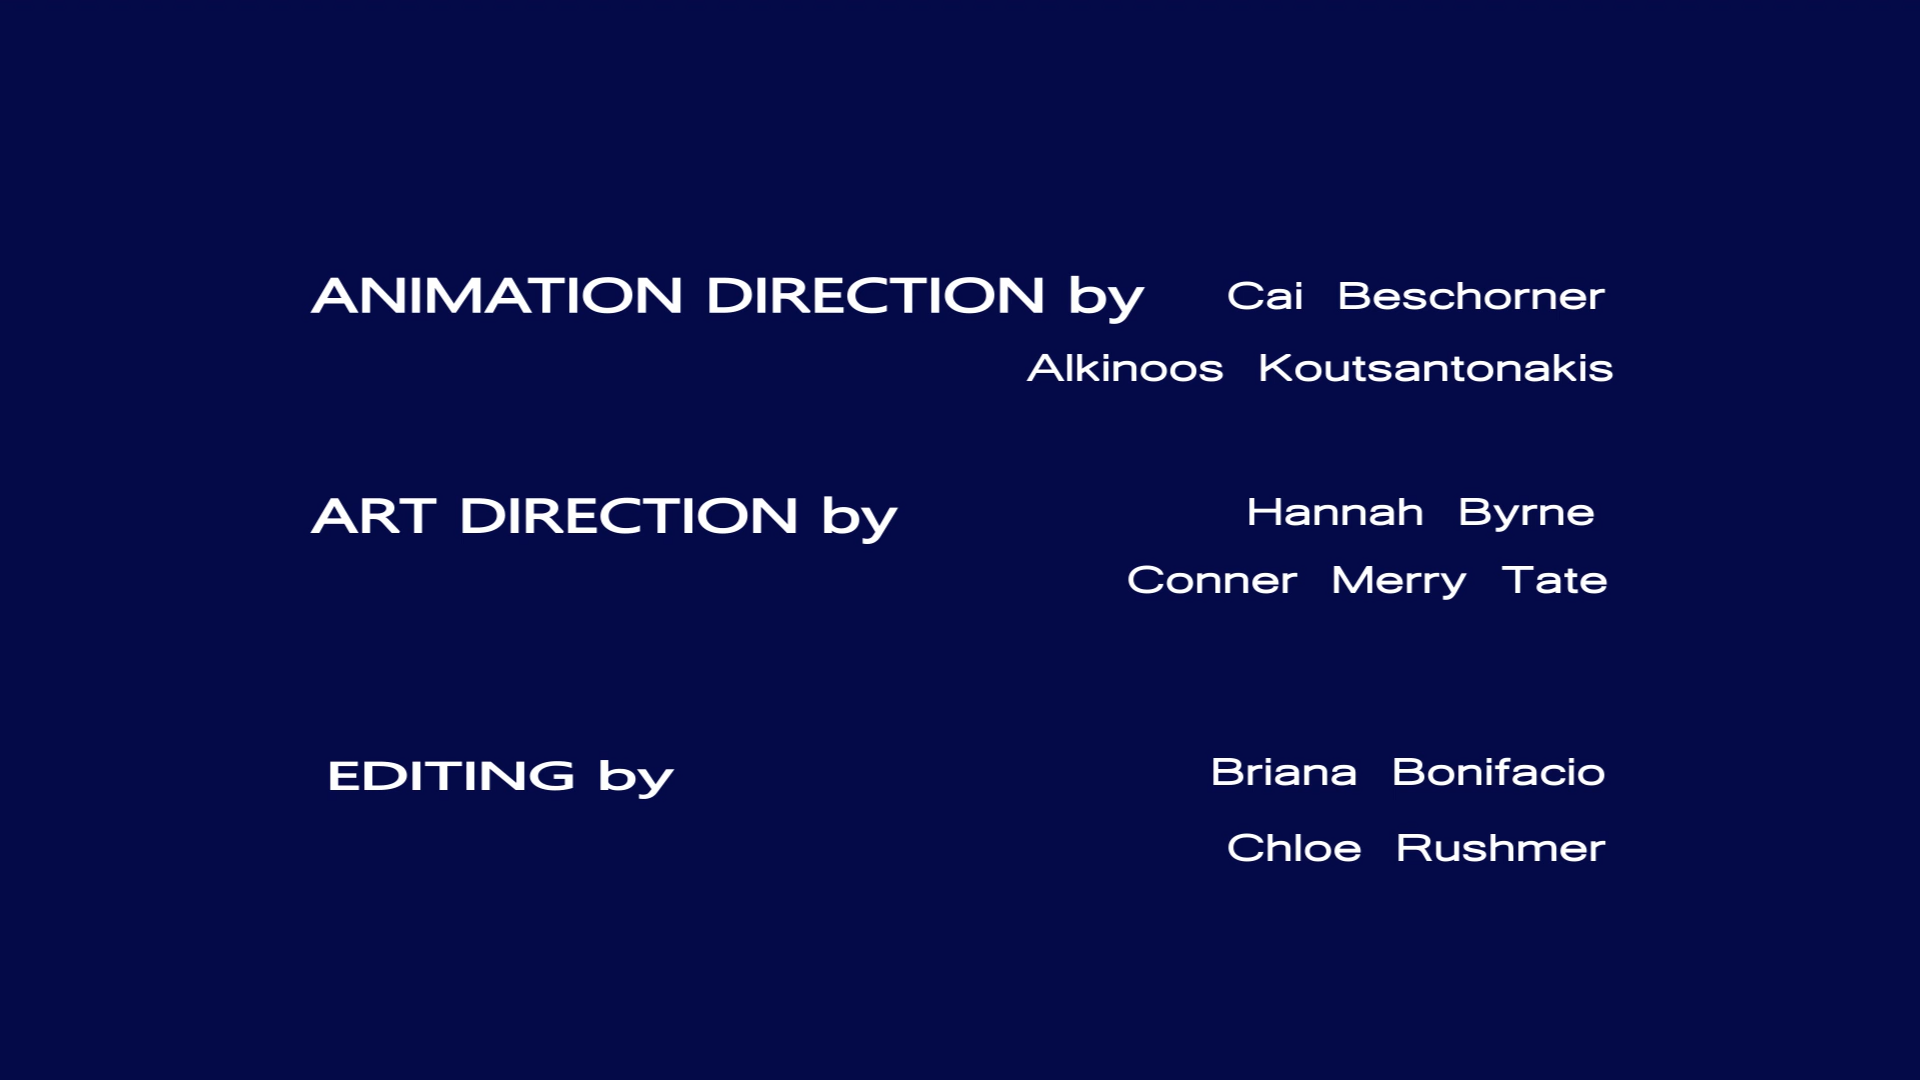 ANIMATION DIRECTION by Cai Beschorner
Alkinoos Koutsantonakis
ART DIRECTION by Hannah Byrne
Conner Merry Tate
EDITING by Briana Bonifacio
Chloe Rushmer